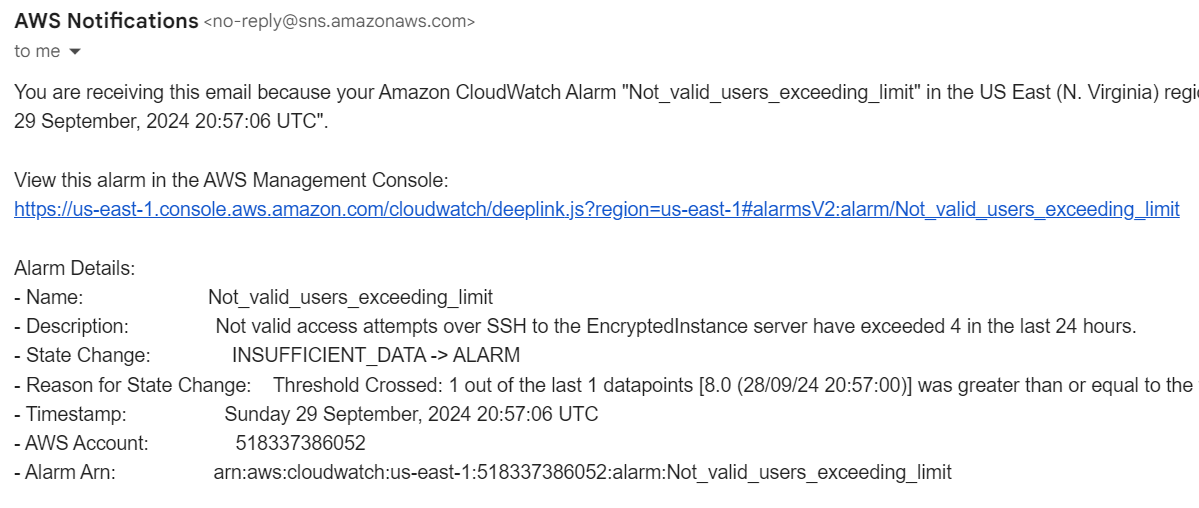 AWS Notifications <no-reply@sns.amazonaws.com>
to me
You are receiving this email because your Amazon CloudWatch Alarm "Not_valid_users_exceeding_limit" in the US East (N. Virginia) regi
29 September, 2024 20:57:06 UTC".
View this alarm in the AWS Management Console:
https://us-east-1.console.aws.amazon.com/cloudwatch/deeplink.js?region=us-east-1#alarmsV2:alarm/Not_valid_users_exceeding_limit
Alarm Details:
- Name: Not_valid_users_exceeding_limit
- Description: Not valid access attempts over SSH to the EncryptedInstance server have exceeded 4 in the last 24 hours.
- State Change: INSUFFICIENT_DATA -> ALARM
- Reason for State Change: Threshold Crossed: 1 out of the last 1 datapoints [8.0 (28/09/24 20:57:00)] was greater than or equal to the
- Timestamp: Sunday 29 September, 2024 20:57:06 UTC
- AWS Account: 518337386052
- Alarm Arn: arn:aws:cloudwatch:us-east-1:518337386052:alarm:Not_valid_users_exceeding_limit